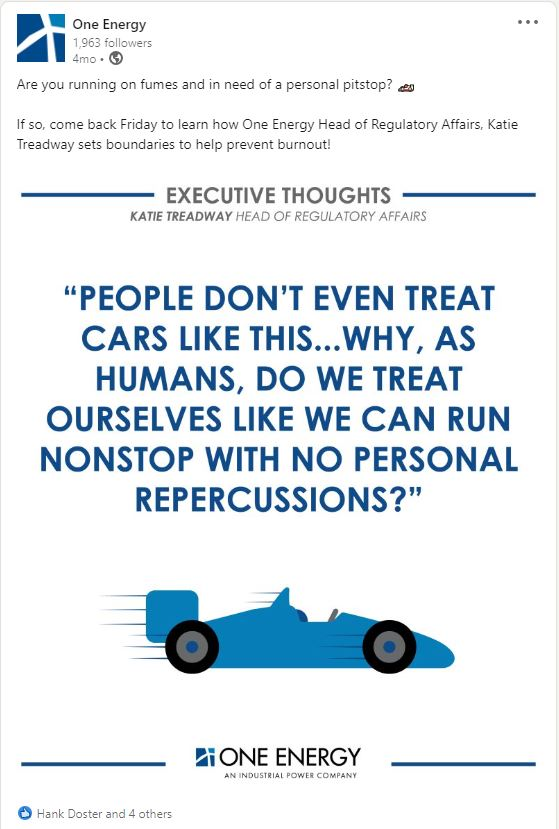 One Energy
1,963 followers
4mo •
Are you running on fumes and in need of a personal pitstop? 🏎
If so, come back Friday to learn how One Energy Head of Regulatory Affairs, Katie
Treadway sets boundaries to help prevent burnout!
EXECUTIVE THOUGHTS
KATIE TREADWAY HEAD OF REGULATORY AFFAIRS
“PEOPLE DON’T EVEN TREAT
CARS LIKE THIS...WHY, AS
HUMANS, DO WE TREAT
OURSELVES LIKE WE CAN RUN
NONSTOP WITH NO PERSONAL
REPERCUSSIONS?”
ONE ENERGY
AN INDUSTRIAL POWER COMPANY
Hank Doster and 4 others